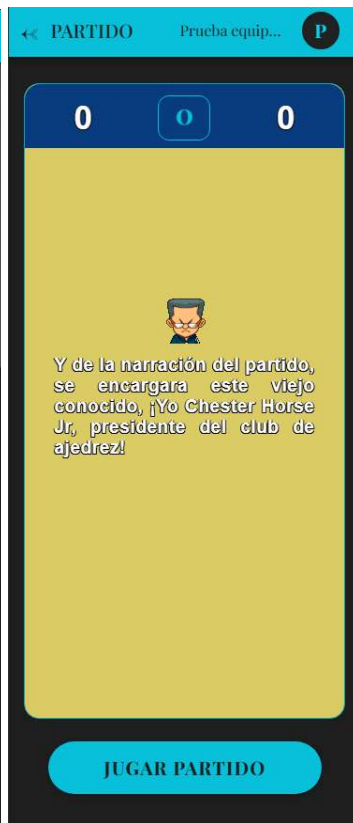 PARTIDO Prueba equip... P
0 0 0
Y de la narración del partido,
se encargara este viejo
conocido, ¡Yo Chester Horse
Jr, presidente del club de
ajedrez!
JUGAR PARTIDO